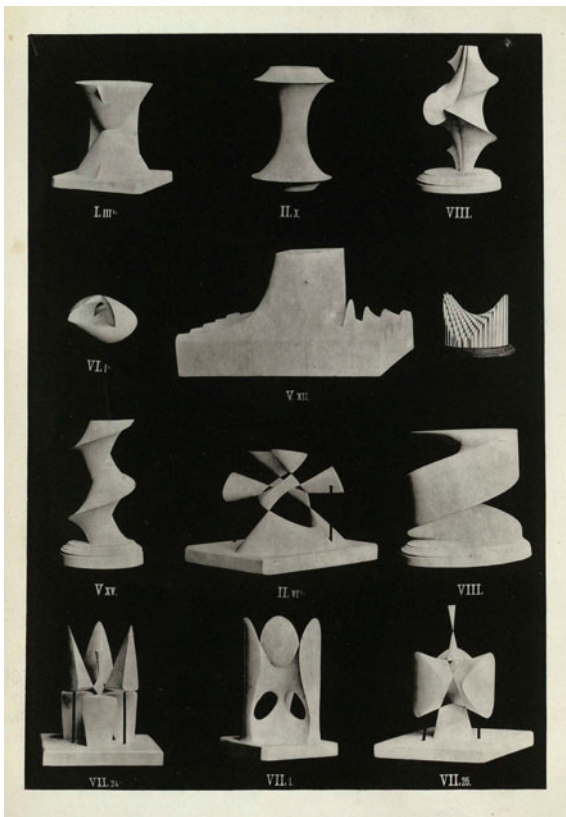 I. III
II. X.
VIII.
VI. 1
V. XII.
V XV.
II. VI
VIII.
VII. 24
VII. 1.
VII. 25.